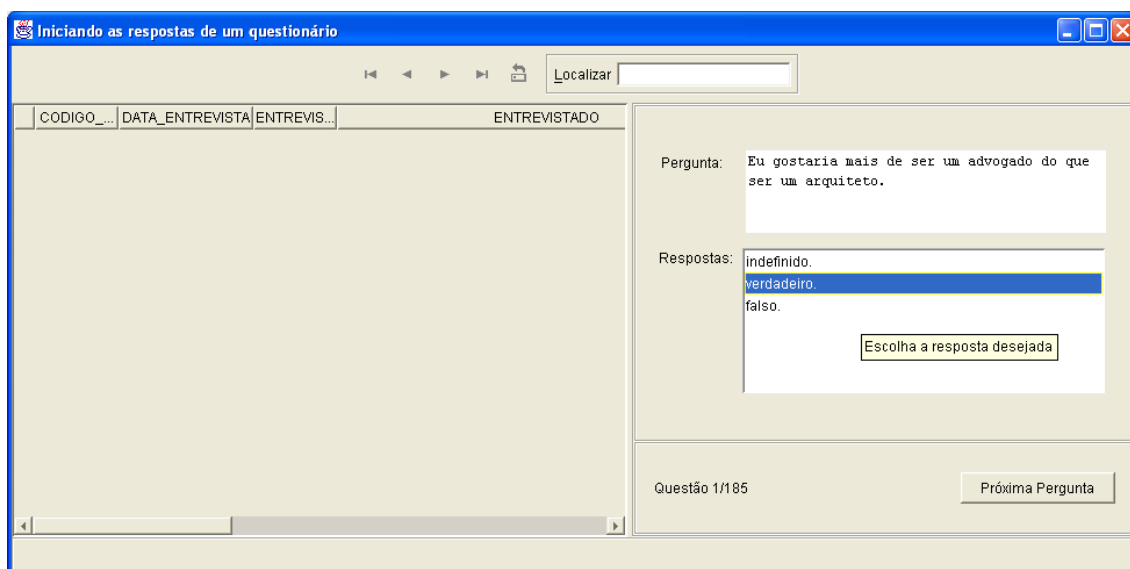 Iniciando as respostas de um questionário
Localizar
CODIGO_... DATA_ENTREVISTA ENTREVIS... ENTREVISTADO
Pergunta: Eu gostaria mais de ser um advogado do que
ser um arquiteto.
Respostas: indefinido.
verdadeiro.
falso.
Escolha a resposta desejada
Questão 1/185 Próxima Pergunta